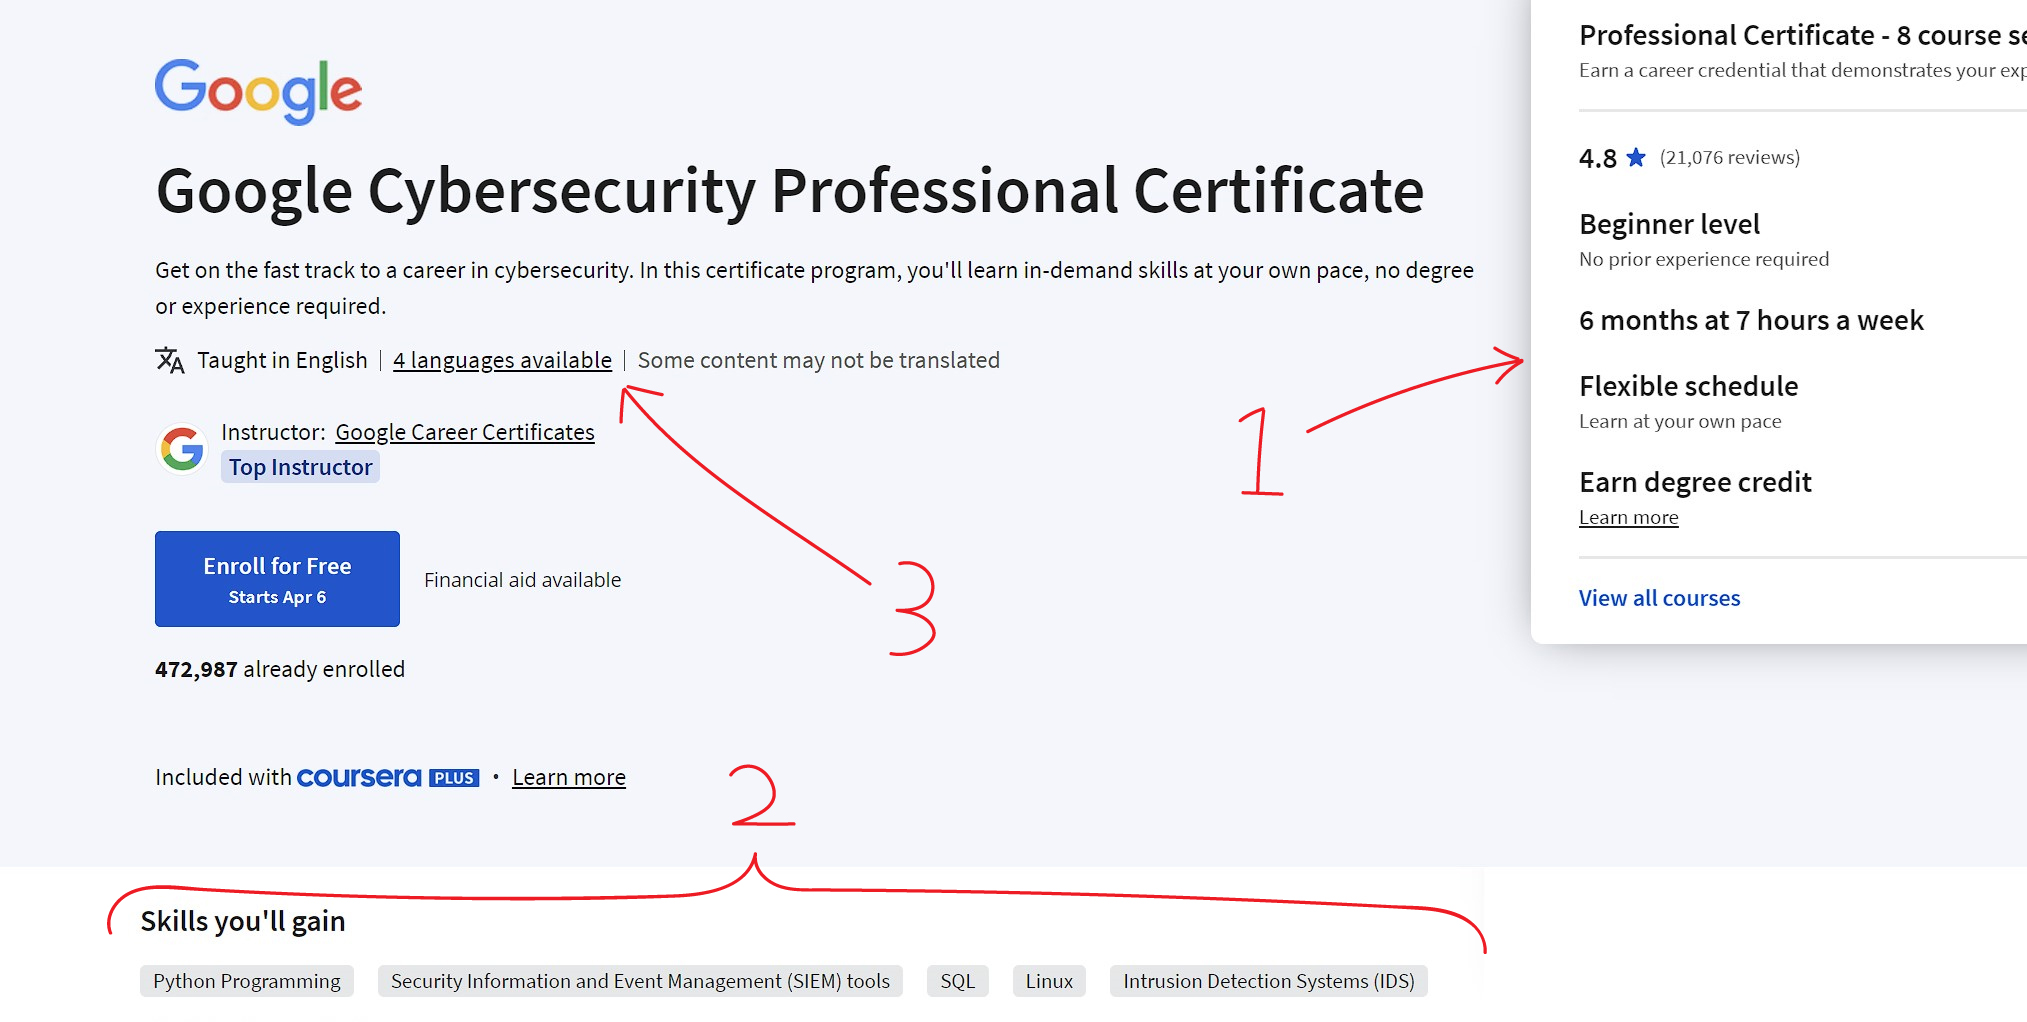 Google
Google Cybersecurity Professional Certificate
Get on the fast track to a career in cybersecurity. In this certificate program, you'll learn in-demand skills at your own pace, no degree
or experience required.
Taught in English | 4 languages available | Some content may not be translated
Instructor: Google Career Certificates
Top Instructor
Enroll for Free
Starts Apr 6
Financial aid available
472,987 already enrolled
Included with coursera PLUS • Learn more
Professional Certificate - 8 course se
Earn a career credential that demonstrates your exp
4.8 ★ (21,076 reviews)
Beginner level
No prior experience required
6 months at 7 hours a week
Flexible schedule
Learn at your own pace
Earn degree credit
Learn more
View all courses
1
3
2
Skills you'll gain
Python Programming Security Information and Event Management (SIEM) tools SQL Linux Intrusion Detection Systems (IDS)